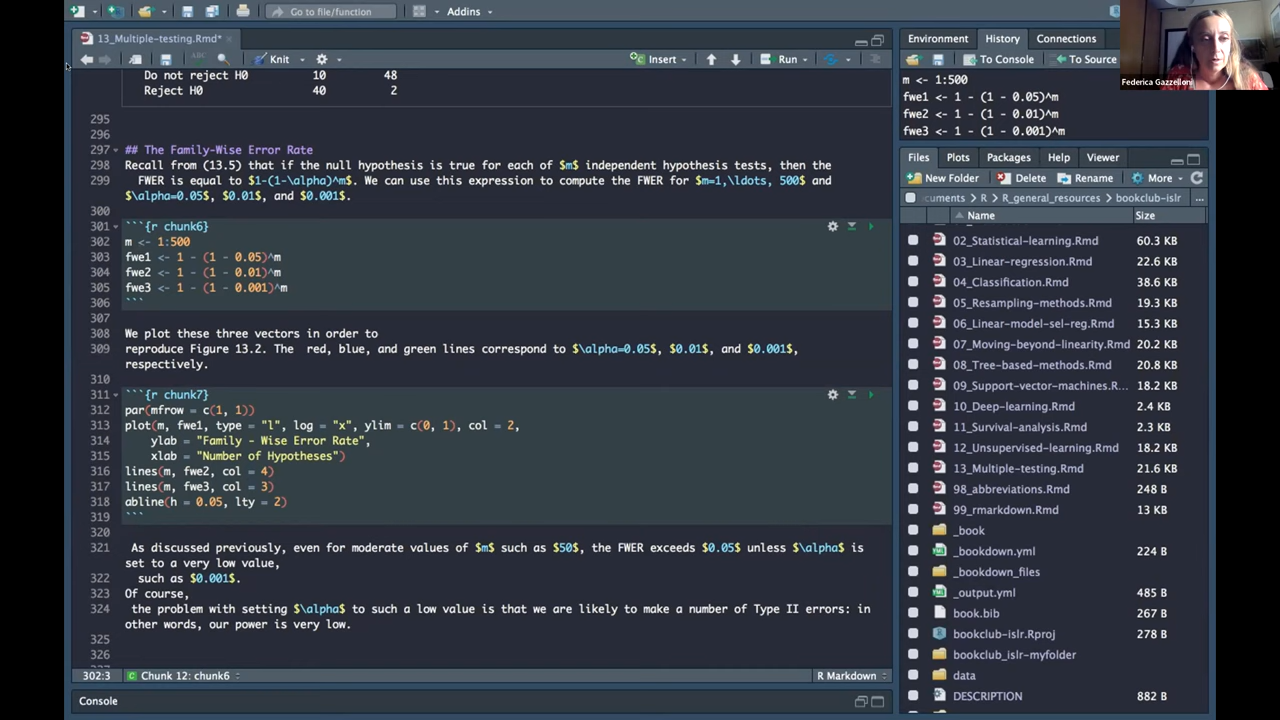 Go to file/function
Addins
13_Multiple-testing.Rmd*
Knit
Insert
Run
Do not reject H0 10 48
Reject H0 40 2
295
296
297 ## The Family-Wise Error Rate
298 Recall from (13.5) that if the null hypothesis is true for each of $m$ independent hypothesis tests, then the
299 FWER is equal to $1-(1-\alpha)^m$. We can use this expression to compute the FWER for $m=1,\ldots, 500$ and
$\alpha=0.05$, $0.01$, and $0.001$.
300
301 ```{r chunk6}
302 m <- 1:500
303 fwe1 <- 1 - (1 - 0.05)^m
304 fwe2 <- 1 - (1 - 0.01)^m
305 fwe3 <- 1 - (1 - 0.001)^m
306 ```
307
308 We plot these three vectors in order to
309 reproduce Figure 13.2. The  red, blue, and green lines correspond to $\alpha=0.05$, $0.01$, and $0.001$,
respectively.
310
311 ```{r chunk7}
312 par(mfrow = c(1, 1))
313 plot(m, fwe1, type = "l", log = "x", ylim = c(0, 1), col = 2,
314 ylab = "Family - Wise Error Rate",
315 xlab = "Number of Hypotheses")
316 lines(m, fwe2, col = 4)
317 lines(m, fwe3, col = 3)
318 abline(h = 0.05, lty = 2)
319 ```
320
321 As discussed previously, even for moderate values of $m$ such as $50$, the FWER exceeds $0.05$ unless $\alpha$ is
set to a very low value,
322 such as $0.001$.
323 Of course,
324 the problem with setting $\alpha$ to such a low value is that we are likely to make a number of Type II errors: in
other words, our power is very low.
325
326
302:3 Chunk 12: chunk6 R Markdown
Console
Environment History Connections
To Console To Source
m <- 1:500
fwe1 <- 1 - (1 - 0.05)^m
fwe2 <- 1 - (1 - 0.01)^m
fwe3 <- 1 - (1 - 0.001)^m
Files Plots Packages Help Viewer
New Folder Delete Rename More
cuments R R_general_resources bookclub-islr ...
Name Size
02_Statistical-learning.Rmd 60.3 KB
03_Linear-regression.Rmd 22.6 KB
04_Classification.Rmd 38.6 KB
05_Resampling-methods.Rmd 19.3 KB
06_Linear-model-sel-reg.Rmd 15.3 KB
07_Moving-beyond-linearity.Rmd 20.2 KB
08_Tree-based-methods.Rmd 20.8 KB
09_Support-vector-machines.R... 18.2 KB
10_Deep-learning.Rmd 2.4 KB
11_Survival-analysis.Rmd 2.3 KB
12_Unsupervised-learning.Rmd 18.2 KB
13_Multiple-testing.Rmd 21.6 KB
98_abbreviations.Rmd 248 B
99_rmarkdown.Rmd 13 KB
_book
_bookdown.yml 224 B
_bookdown_files
_output.yml 485 B
book.bib 267 B
bookclub-islr.Rproj 278 B
bookclub_islr-myfolder
data
DESCRIPTION 882 B
Federica Gazzelloni